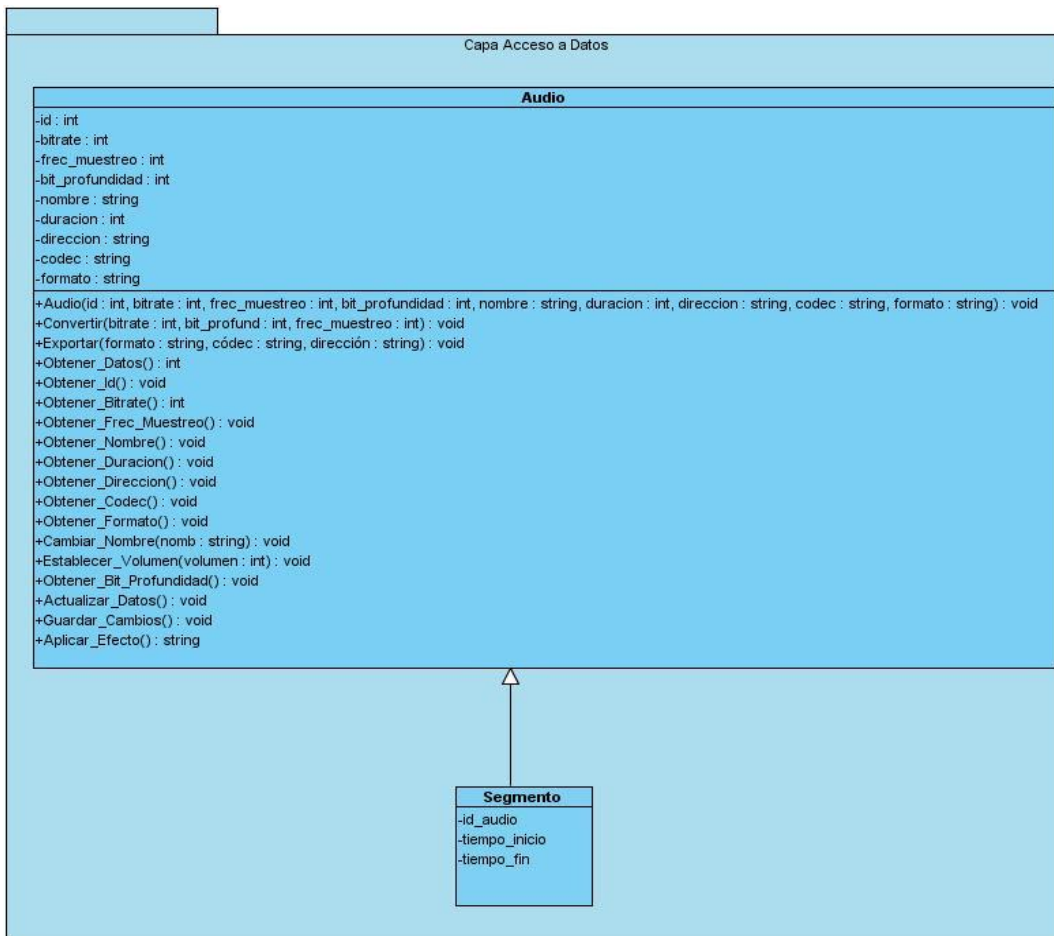 Capa Acceso a Datos
Audio
-id : int
-bitrate : int
-frec_muestreo : int
-bit_profundidad : int
-nombre : string
-duracion : int
-direccion : string
-codec : string
-formato : string
+Audio(id : int, bitrate : int, frec_muestreo : int, bit_profundidad : int, nombre : string, duracion : int, direccion : string, codec : string, formato : string) : void
+Convertir(bitrate : int, bit_profund : int, frec_muestreo : int) : void
+Exportar(formato : string, códec : string, dirección : string) : void
+Obtener_Datos() : int
+Obtener_Id() : void
+Obtener_Bitrate() : int
+Obtener_Frec_Muestreo() : void
+Obtener_Nombre() : void
+Obtener_Duracion() : void
+Obtener_Direccion() : void
+Obtener_Codec() : void
+Obtener_Formato() : void
+Cambiar_Nombre(nomb : string) : void
+Establecer_Volumen(volumen : int) : void
+Obtener_Bit_Profundidad() : void
+Actualizar_Datos() : void
+Guardar_Cambios() : void
+Aplicar_Efecto() : string
Segmento
-id_audio
-tiempo_inicio
-tiempo_fin